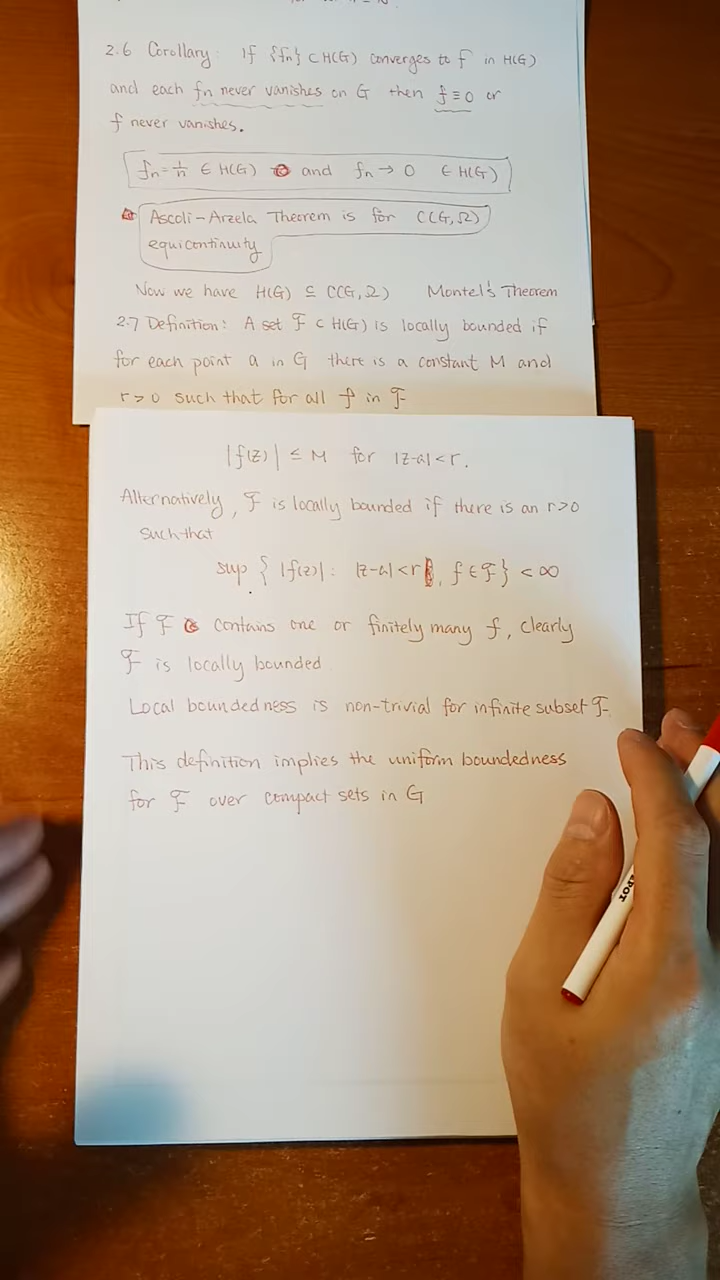 2.6 Corollary: If {fn} ⊂ H(G) converges to f in H(G)
and each fn never vanishes on G then f ≡ 0 or
f never vanishes.
fn = 1/n ∈ H(G) and fn → 0 ∈ H(G)
Ascoli-Arzela Theorem is for C(G,Ω)
equicontinuity
Now we have H(G) ⊆ C(G,Ω) Montel's Theorem
2.7 Definition: A set ℱ ⊂ H(G) is locally bounded if
for each point a in G there is a constant M and
r > 0 such that for all f in ℱ
|f(z)| ≤ M for |z-a| < r.
Alternatively, ℱ is locally bounded if there is an r>0
such that
sup { |f(z)| : |z-a| < r, f ∈ ℱ } < ∞
If ℱ contains one or finitely many f, clearly
ℱ is locally bounded
Local boundedness is non-trivial for infinite subset ℱ.
This definition implies the uniform boundedness
for ℱ over compact sets in G